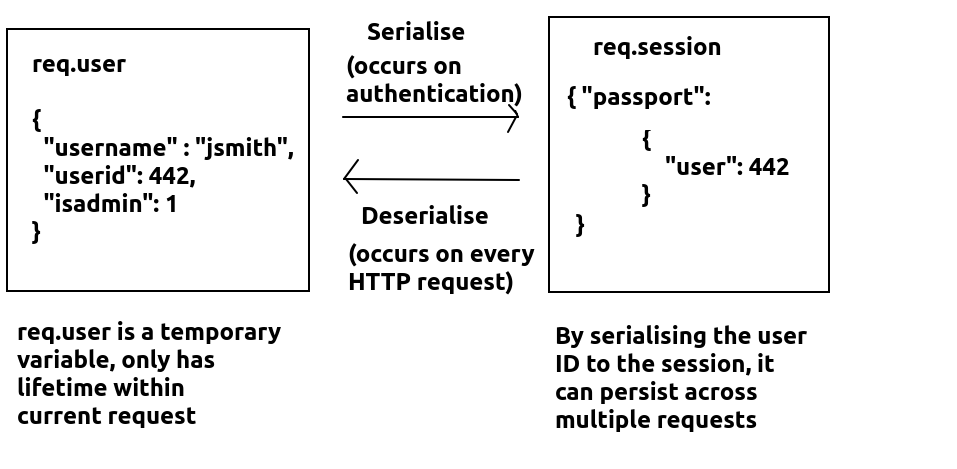 req.user
{
"username" : "jsmith",
"userid": 442,
"isadmin": 1
}
Serialise
(occurs on
authentication)
Deserialise
(occurs on every
HTTP request)
req.session
{ "passport":
{
"user": 442
}
}
req.user is a temporary
variable, only has
lifetime within
current request
By serialising the user
ID to the session, it
can persist across
multiple requests